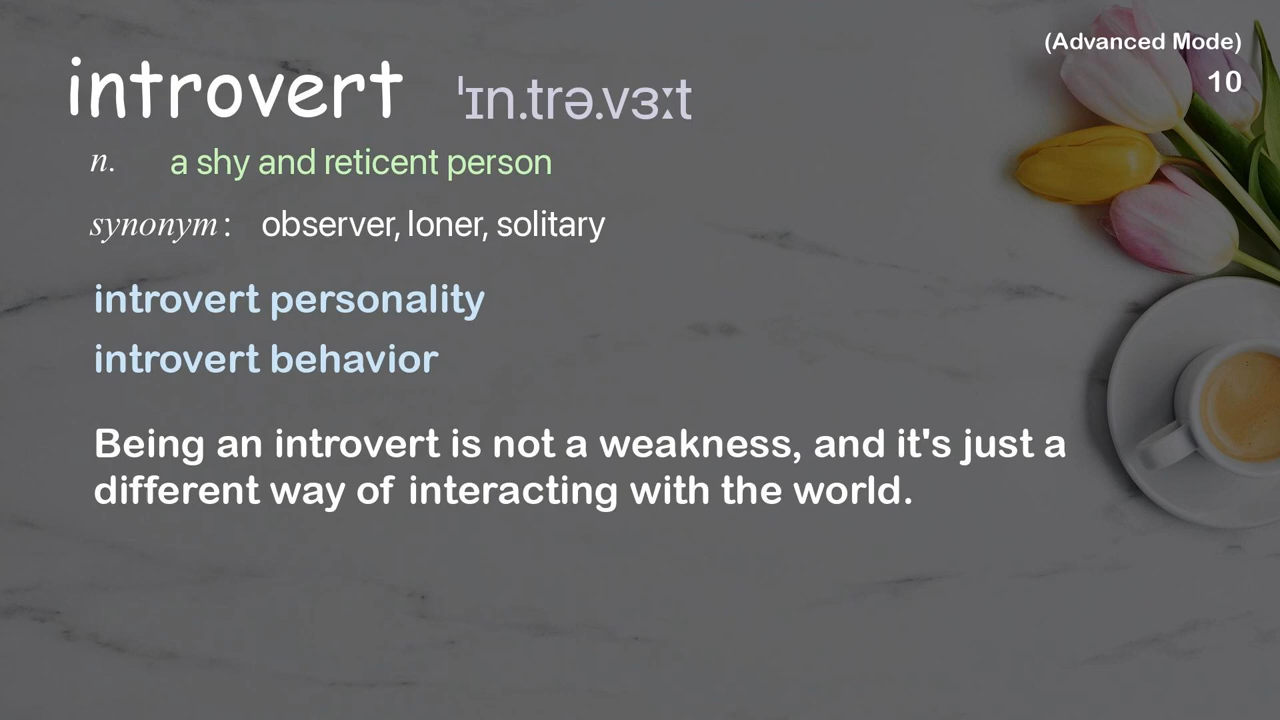 (Advanced Mode)
10
introvert ˈɪn.trə.vɜːt
n. a shy and reticent person
synonym: observer, loner, solitary
introvert personality
introvert behavior
Being an introvert is not a weakness, and it's just a
different way of interacting with the world.